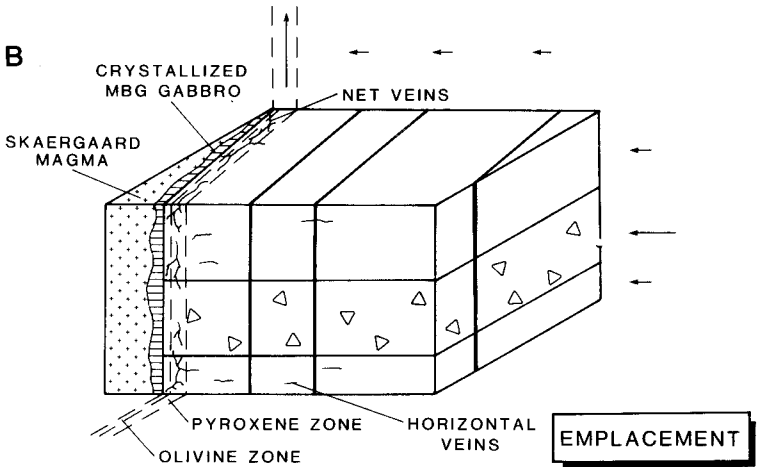 B
CRYSTALLIZED
MBG GABBRO
NET VEINS
SKAERGAARD
MAGMA
PYROXENE ZONE
HORIZONTAL
VEINS
OLIVINE ZONE
EMPLACEMENT